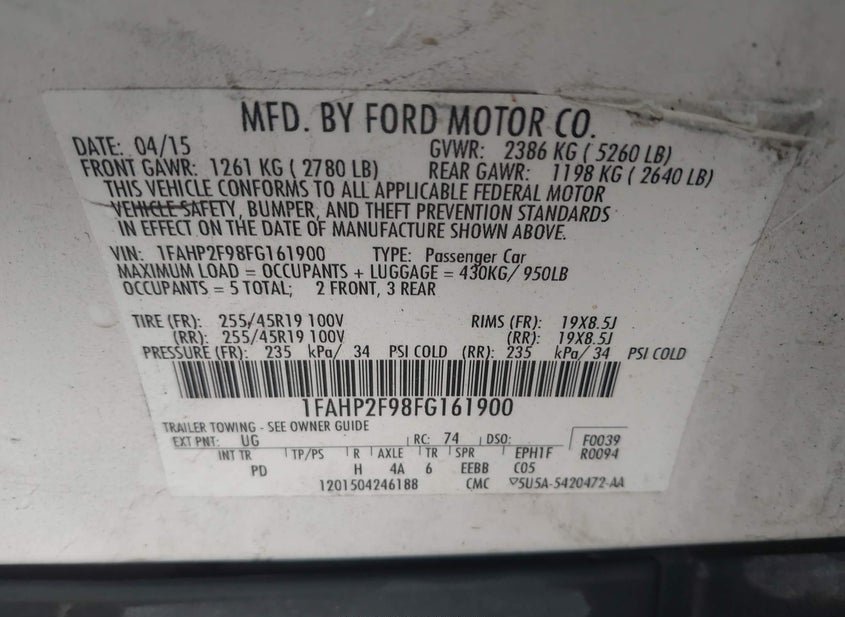 MFD. BY FORD MOTOR CO.
DATE: 04/15 GVWR: 2386 KG ( 5260 LB)
FRONT GAWR: 1261 KG ( 2780 LB) REAR GAWR: 1198 KG ( 2640 LB)
THIS VEHICLE CONFORMS TO ALL APPLICABLE FEDERAL MOTOR
VEHICLE SAFETY, BUMPER, AND THEFT PREVENTION STANDARDS
IN EFFECT ON THE DATE OF MANUFACTURE SHOWN ABOVE.
VIN: 1FAHP2F98FG161900 TYPE: Passenger Car
MAXIMUM LOAD = OCCUPANTS + LUGGAGE = 430KG/ 950LB
OCCUPANTS = 5 TOTAL; 2 FRONT, 3 REAR
TIRE (FR): 255/45R19 100V RIMS (FR): 19X8.5J
(RR): 255/45R19 100V (RR): 19X8.5J
PRESSURE (FR): 235 kPa/ 34 PSI COLD (RR): 235 kPa/ 34 PSI COLD
1FAHP2F98FG161900
TRAILER TOWING - SEE OWNER GUIDE
EXT PNT: UG RC: 74 DSO: F0039
INT TR TP/PS R AXLE TR SPR EPH1F R0094
PD H 4A 6 EEBB C05
1201504246188 CMC ▽5U5A-5420472-AA